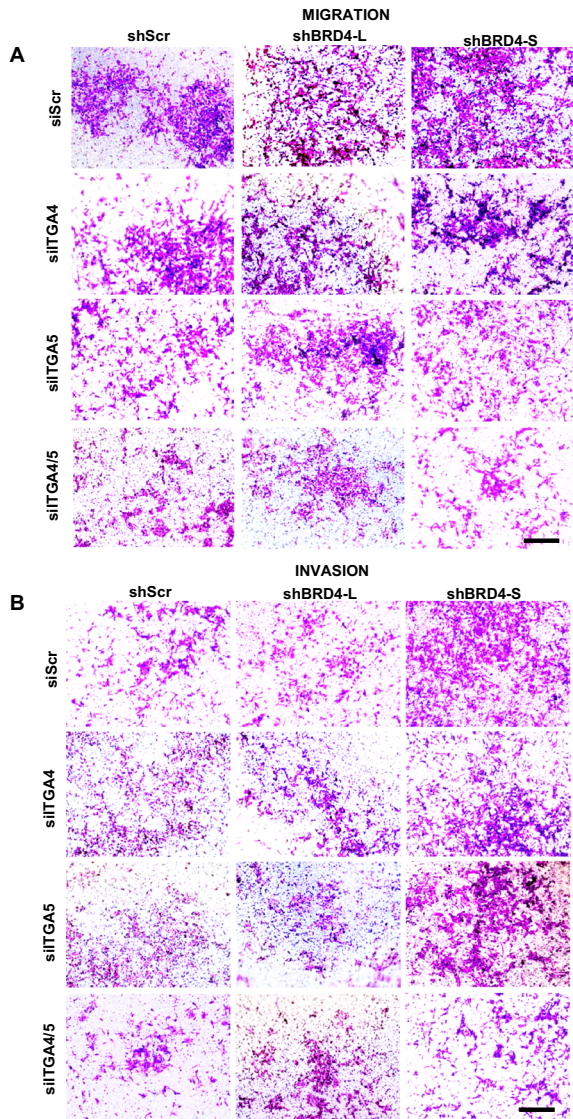 MIGRATION
shScr shBRD4-L shBRD4-S
A
siScr
siITGA4
siITGA5
siITGA4/5
INVASION
shScr shBRD4-L shBRD4-S
B
siScr
siITGA4
siITGA5
siITGA4/5